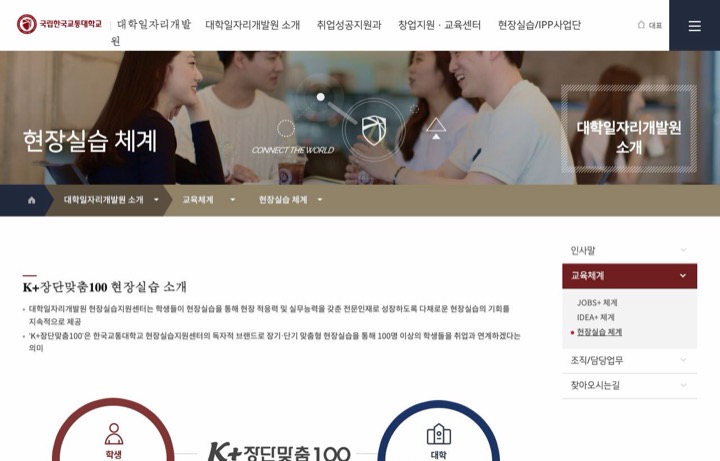 국립한국교통대학교
대학일자리개발원
대학일자리개발원 소개 취업성공지원과 창업지원 · 교육센터 현장실습/IPP사업단
대표
현장실습 체계
CONNECT THE WORLD
대학일자리개발원
소개
대학일자리개발원 소개 교육체계 현장실습 체계
K+장단맞춤100 현장실습 소개
대학일자리개발원 현장실습지원센터는 학생들이 현장실습을 통해 현장 적응력 및 실무능력을 갖춘 전문인재로 성장하도록 다채로운 현장실습의 기회를
지속적으로 제공
'K+장단맞춤100'은 한국교통대학교 현장실습지원센터의 독자적 브랜드로 장기·단기 맞춤형 현장실습을 통해 100명 이상의 학생들을 취업과 연계하겠다는
의미
인사말
교육체계
JOBS+ 체계
IDEA+ 체계
현장실습 체계
조직/담당업무
찾아오시는길
학생
K+장단맞춤100
대학